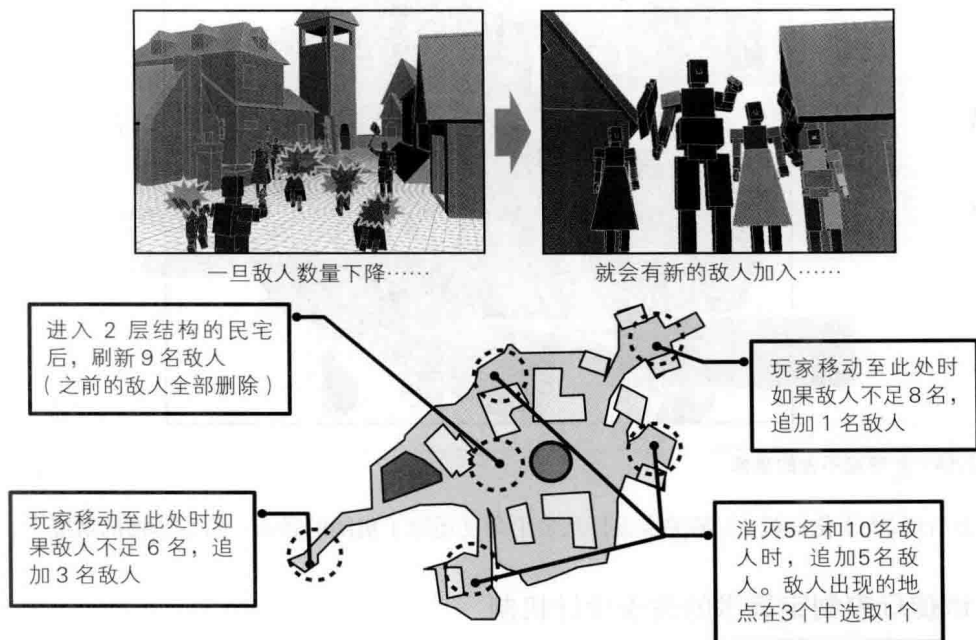 一旦敌人数量下降……
就会有新的敌人加入……
进入 2 层结构的民宅
后，刷新 9 名敌人
（之前的敌人全部删除）
玩家移动至此处时
如果敌人不足 8 名，
追加 1 名敌人
玩家移动至此处时如
果敌人不足 6 名，追
加 3 名敌人
消灭5名和10名敌
人时，追加5名敌
人。敌人出现的地
点在3个中选取1个